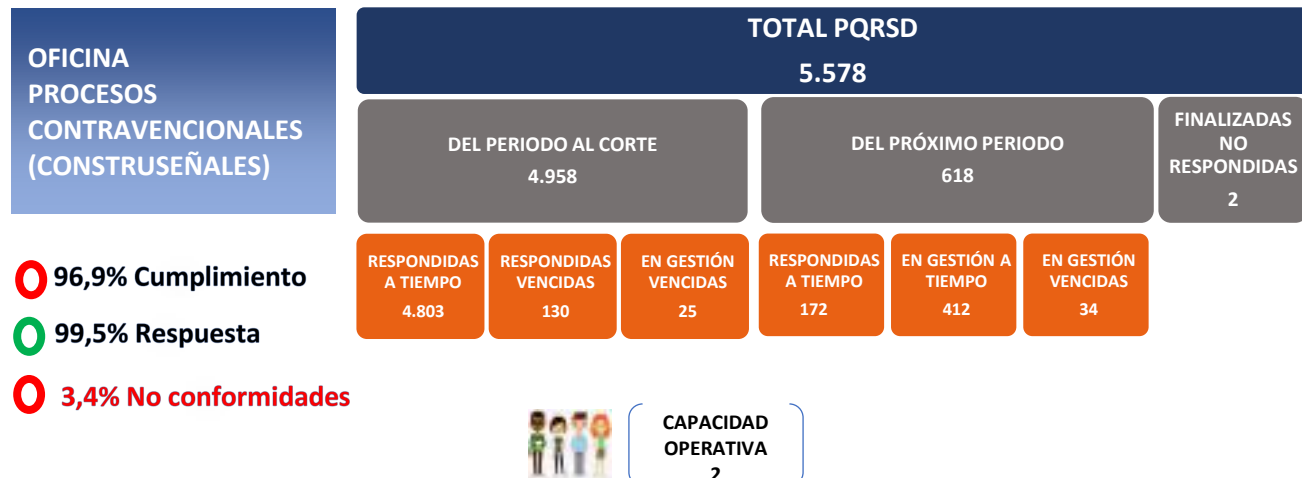 OFICINA
PROCESOS
CONTRAVENCIONALES
(CONSTRUSEÑALES)
TOTAL PQRSD
5.578
DEL PERIODO AL CORTE
4.958
DEL PRÓXIMO PERIODO
618
FINALIZADAS
NO
RESPONDIDAS
2
RESPONDIDAS
A TIEMPO
4.803
RESPONDIDAS
VENCIDAS
130
EN GESTIÓN
VENCIDAS
25
RESPONDIDAS
A TIEMPO
172
EN GESTIÓN A
TIEMPO
412
EN GESTIÓN
VENCIDAS
34
96,9% Cumplimiento
99,5% Respuesta
3,4% No conformidades
CAPACIDAD
OPERATIVA
2